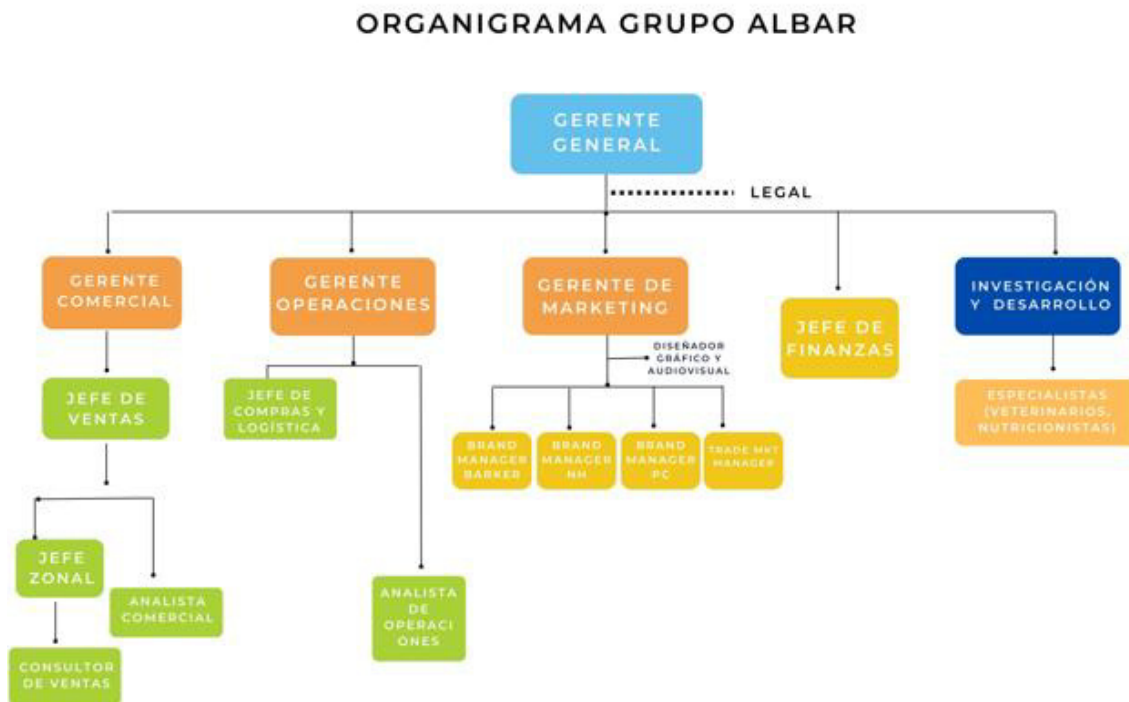 ORGANIGRAMA GRUPO ALBAR
GERENTE
GENERAL
LEGAL
GERENTE
COMERCIAL
GERENTE
OPERACIONES
GERENTE DE
MARKETING
JEFE DE
FINANZAS
INVESTIGACIÓN
Y DESARROLLO
DISEÑADOR
GRÁFICO Y
AUDIOVISUAL
JEFE DE
VENTAS
JEFE DE
COMPRAS Y
LOGÍSTICA
BRAND
MANAGER
BARKER
BRAND
MANAGER
NH
BRAND
MANAGER
PC
TRADE MKT
MANAGER
ESPECIALISTAS
(VETERINARIOS,
NUTRICIONISTAS)
JEFE
ZONAL
ANALISTA
COMERCIAL
ANALISTA
DE
OPERACI
ONES
CONSULTOR
DE VENTAS